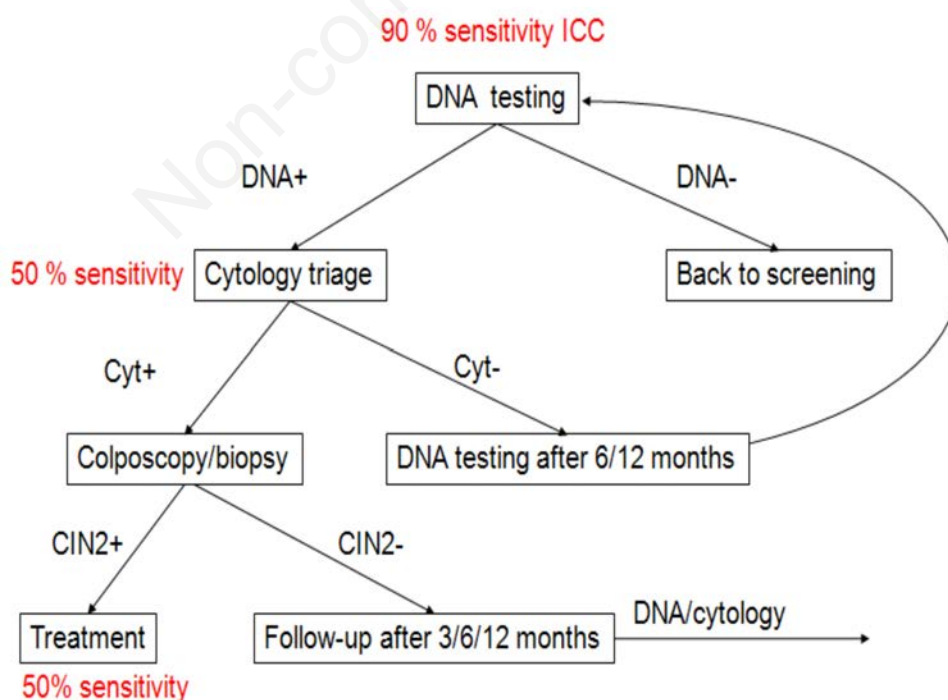 Non-com
90 % sensitivity ICC
DNA testing
DNA+
DNA-
50 % sensitivity
Cytology triage
Back to screening
Cyt+
Cyt-
Colposcopy/biopsy
DNA testing after 6/12 months
CIN2+
CIN2-
DNA/cytology
Treatment
Follow-up after 3/6/12 months
50% sensitivity